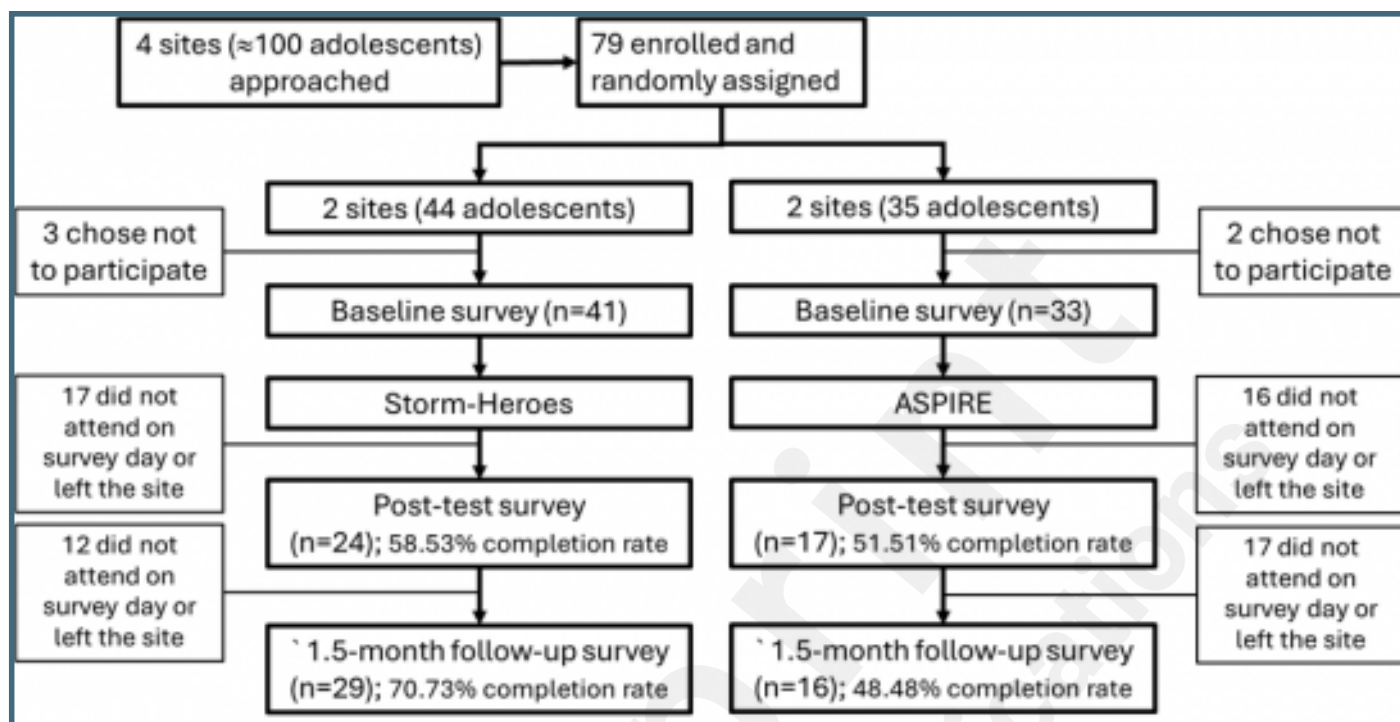 4 sites (≈100 adolescents)
approached
79 enrolled and
randomly assigned
2 sites (44 adolescents)
2 sites (35 adolescents)
3 chose not
to participate
2 chose not
to participate
Baseline survey (n=41)
Baseline survey (n=33)
17 did not
attend on
survey day or
left the site
Storm-Heroes
ASPIRE
16 did not
attend on
survey day or
left the site
Post-test survey
(n=24); 58.53% completion rate
Post-test survey
(n=17); 51.51% completion rate
12 did not
attend on
survey day or
left the site
17 did not
attend on
survey day or
left the site
` 1.5-month follow-up survey
(n=29); 70.73% completion rate
` 1.5-month follow-up survey
(n=16); 48.48% completion rate